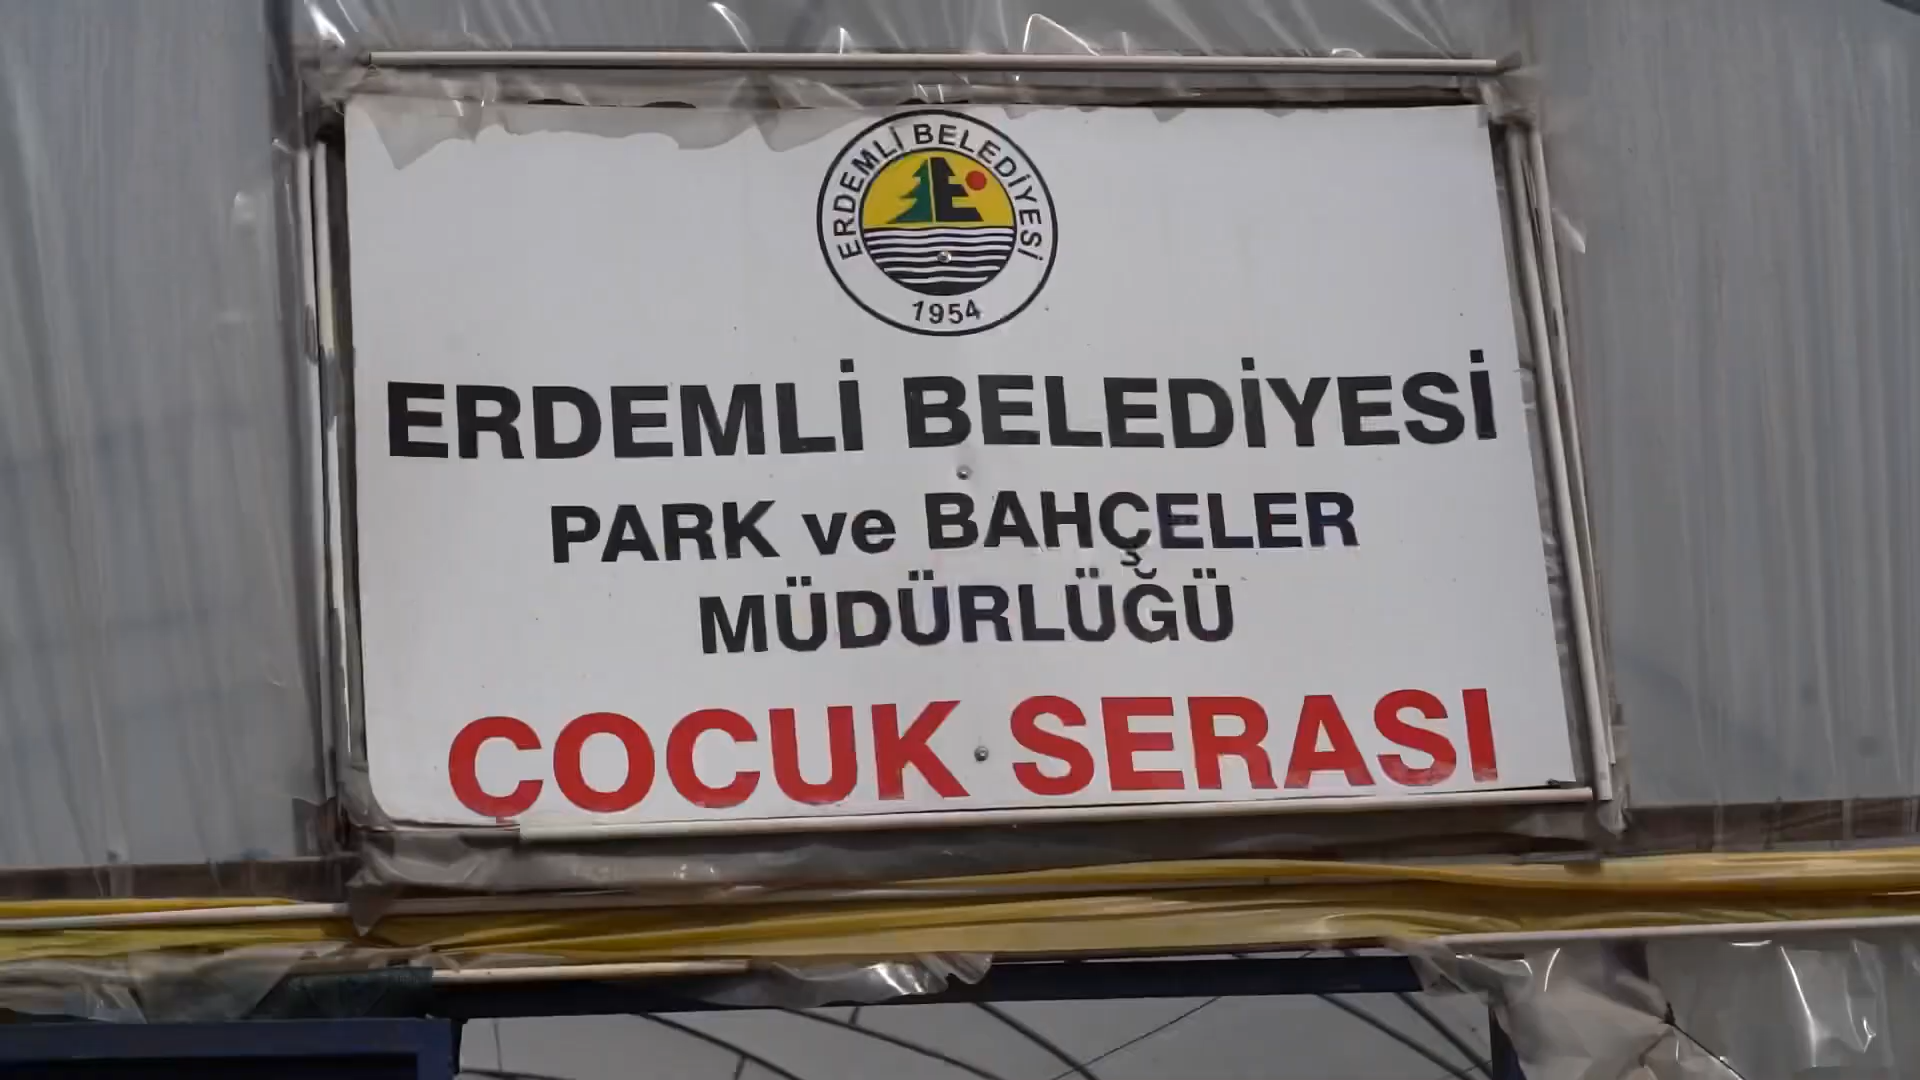 ERDEMLİ BELEDİYESİ
1954
ERDEMLİ BELEDİYESİ
PARK ve BAHÇELER
MÜDÜRLÜĞÜ
ÇOCUK SERASI